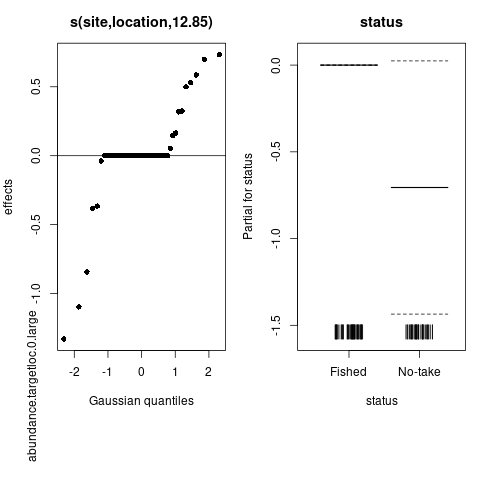 s(site,location,12.85)
effects
0.5
0.0
-0.5
-1.0
-2
-1
0
1
2
Gaussian quantiles
abundance.targetloc.0.large
status
Partial for status
0.0
-0.5
-1.0
-1.5
Fished
No-take
status